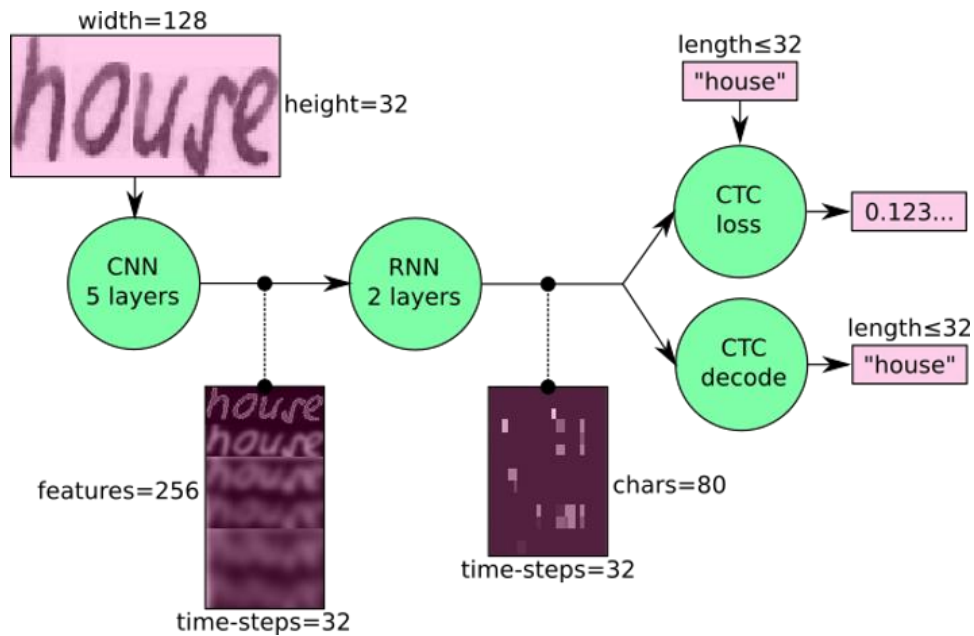 width=128
house
height=32
length≤32
"house"
CTC
loss
0.123...
CNN
5 layers
RNN
2 layers
CTC
decode
length≤32
"house"
house
house
house
features=256
time-steps=32
chars=80
time-steps=32